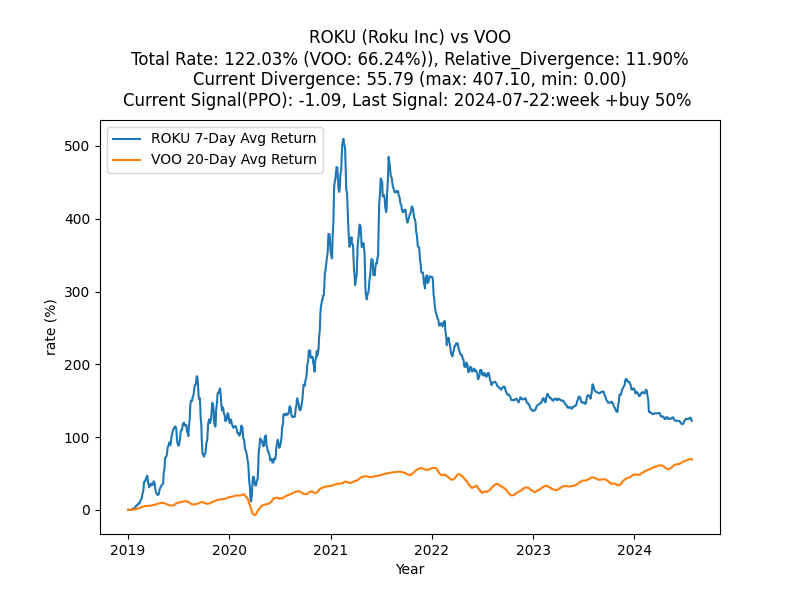 ROKU (Roku Inc) vs VOO
Total Rate: 122.03% (VOO: 66.24%)), Relative_Divergence: 11.90%
Current Divergence: 55.79 (max: 407.10, min: 0.00)
Current Signal(PPO): -1.09, Last Signal: 2024-07-22:week +buy 50%
ROKU 7-Day Avg Return
VOO 20-Day Avg Return
500
400
300
200
100
0
rate (%)
2019 2020 2021 2022 2023 2024
Year